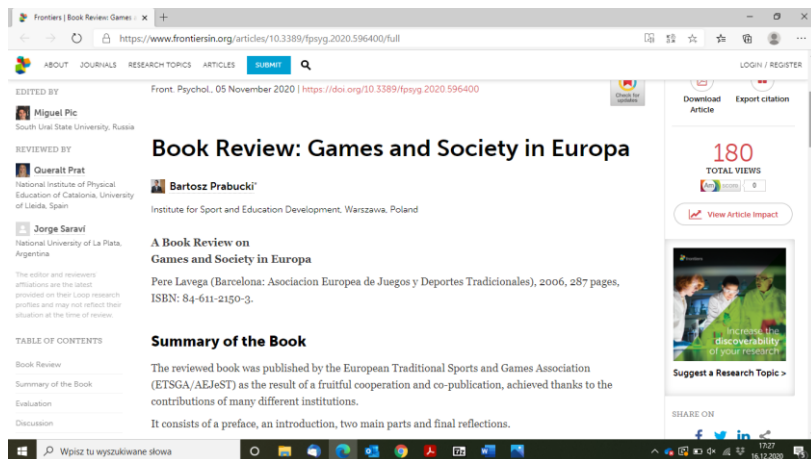 Frontiers | Book Review: Games a
https://www.frontiersin.org/articles/10.3389/fpsyg.2020.596400/full
ABOUT JOURNALS RESEARCH TOPICS ARTICLES SUBMIT LOGIN / REGISTER
EDITED BY
Miguel Pic
South Ural State University, Russia
REVIEWED BY
Queralt Prat
National Institute of Physical
Education of Catalonia, University
of Lleida, Spain
Jorge Saraví
National University of La Plata,
Argentina
The editor and reviewers'
affiliations are the latest
provided on their Loop research
profiles and may not reflect their
situation at the time of review.
TABLE OF CONTENTS
Book Review
Summary of the Book
Evaluation
Discussion
Front. Psychol., 05 November 2020 | https://doi.org/10.3389/fpsyg.2020.596400
Check for
updates
Book Review: Games and Society in Europa
Bartosz Prabucki*
Institute for Sport and Education Development, Warszawa, Poland
A Book Review on
Games and Society in Europa
Pere Lavega (Barcelona: Asociacion Europea de Juegos y Deportes Tradicionales), 2006, 287 pages,
ISBN: 84-611-2150-3.
Summary of the Book
The reviewed book was published by the European Traditional Sports and Games Association
(ETSGA/AEJeST) as the result of a fruitful cooperation and co-publication, achieved thanks to the
contributions of many different institutions.
It consists of a preface, an introduction, two main parts and final reflections.
Download
Article
Export citation
180
TOTAL VIEWS
Am score 0
View Article Impact
frontiers
Increase the
discoverability
of your research
Suggest a Research Topic >
SHARE ON
Wpisz tu wyszukiwane słowa
17:27
16.12.2020